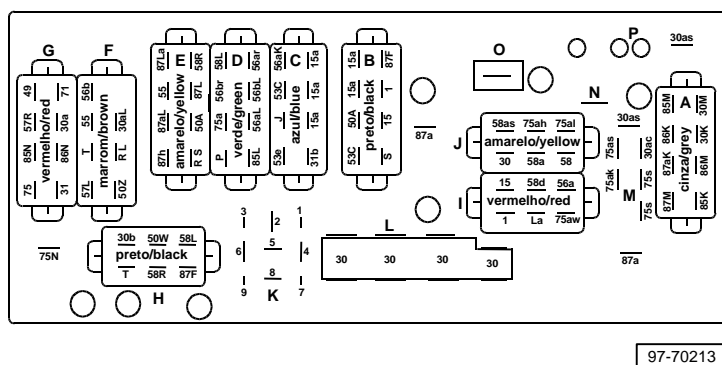 G
F
E
D
C
B
O
P
30as
49
71
57R
30a
85N
86N
75
31
vermelho/red
56b
55
30aL
T
R L
57L
50Z
marrom/brown
87La
58R
55
87L
87aL
50A
87h
R S
amarelo/yellow
58L
56ar
56br
56bL
75a
56aL
P
85L
verde/green
56aK
15a
53C
15a
J
15a
53e
31b
azul/blue
15a
87F
15a
1
50A
15
53C
S
preto/black
87a
N
30as
J
58as 75ah 75al
amarelo/yellow
30 58a 58
I
15 58d 56a
vermelho/red
1 La 75aw
75as
30ac
75ak
75s
75s
M
87a
A
85M
30M
86K
30K
87aK
86M
87M
85K
cinza/grey
75N
30b 50W 58L
preto/black
T 58R 87F
H
3 2 1
6 5 4
9 8 7
K
L
30 30 30 30
97-70213